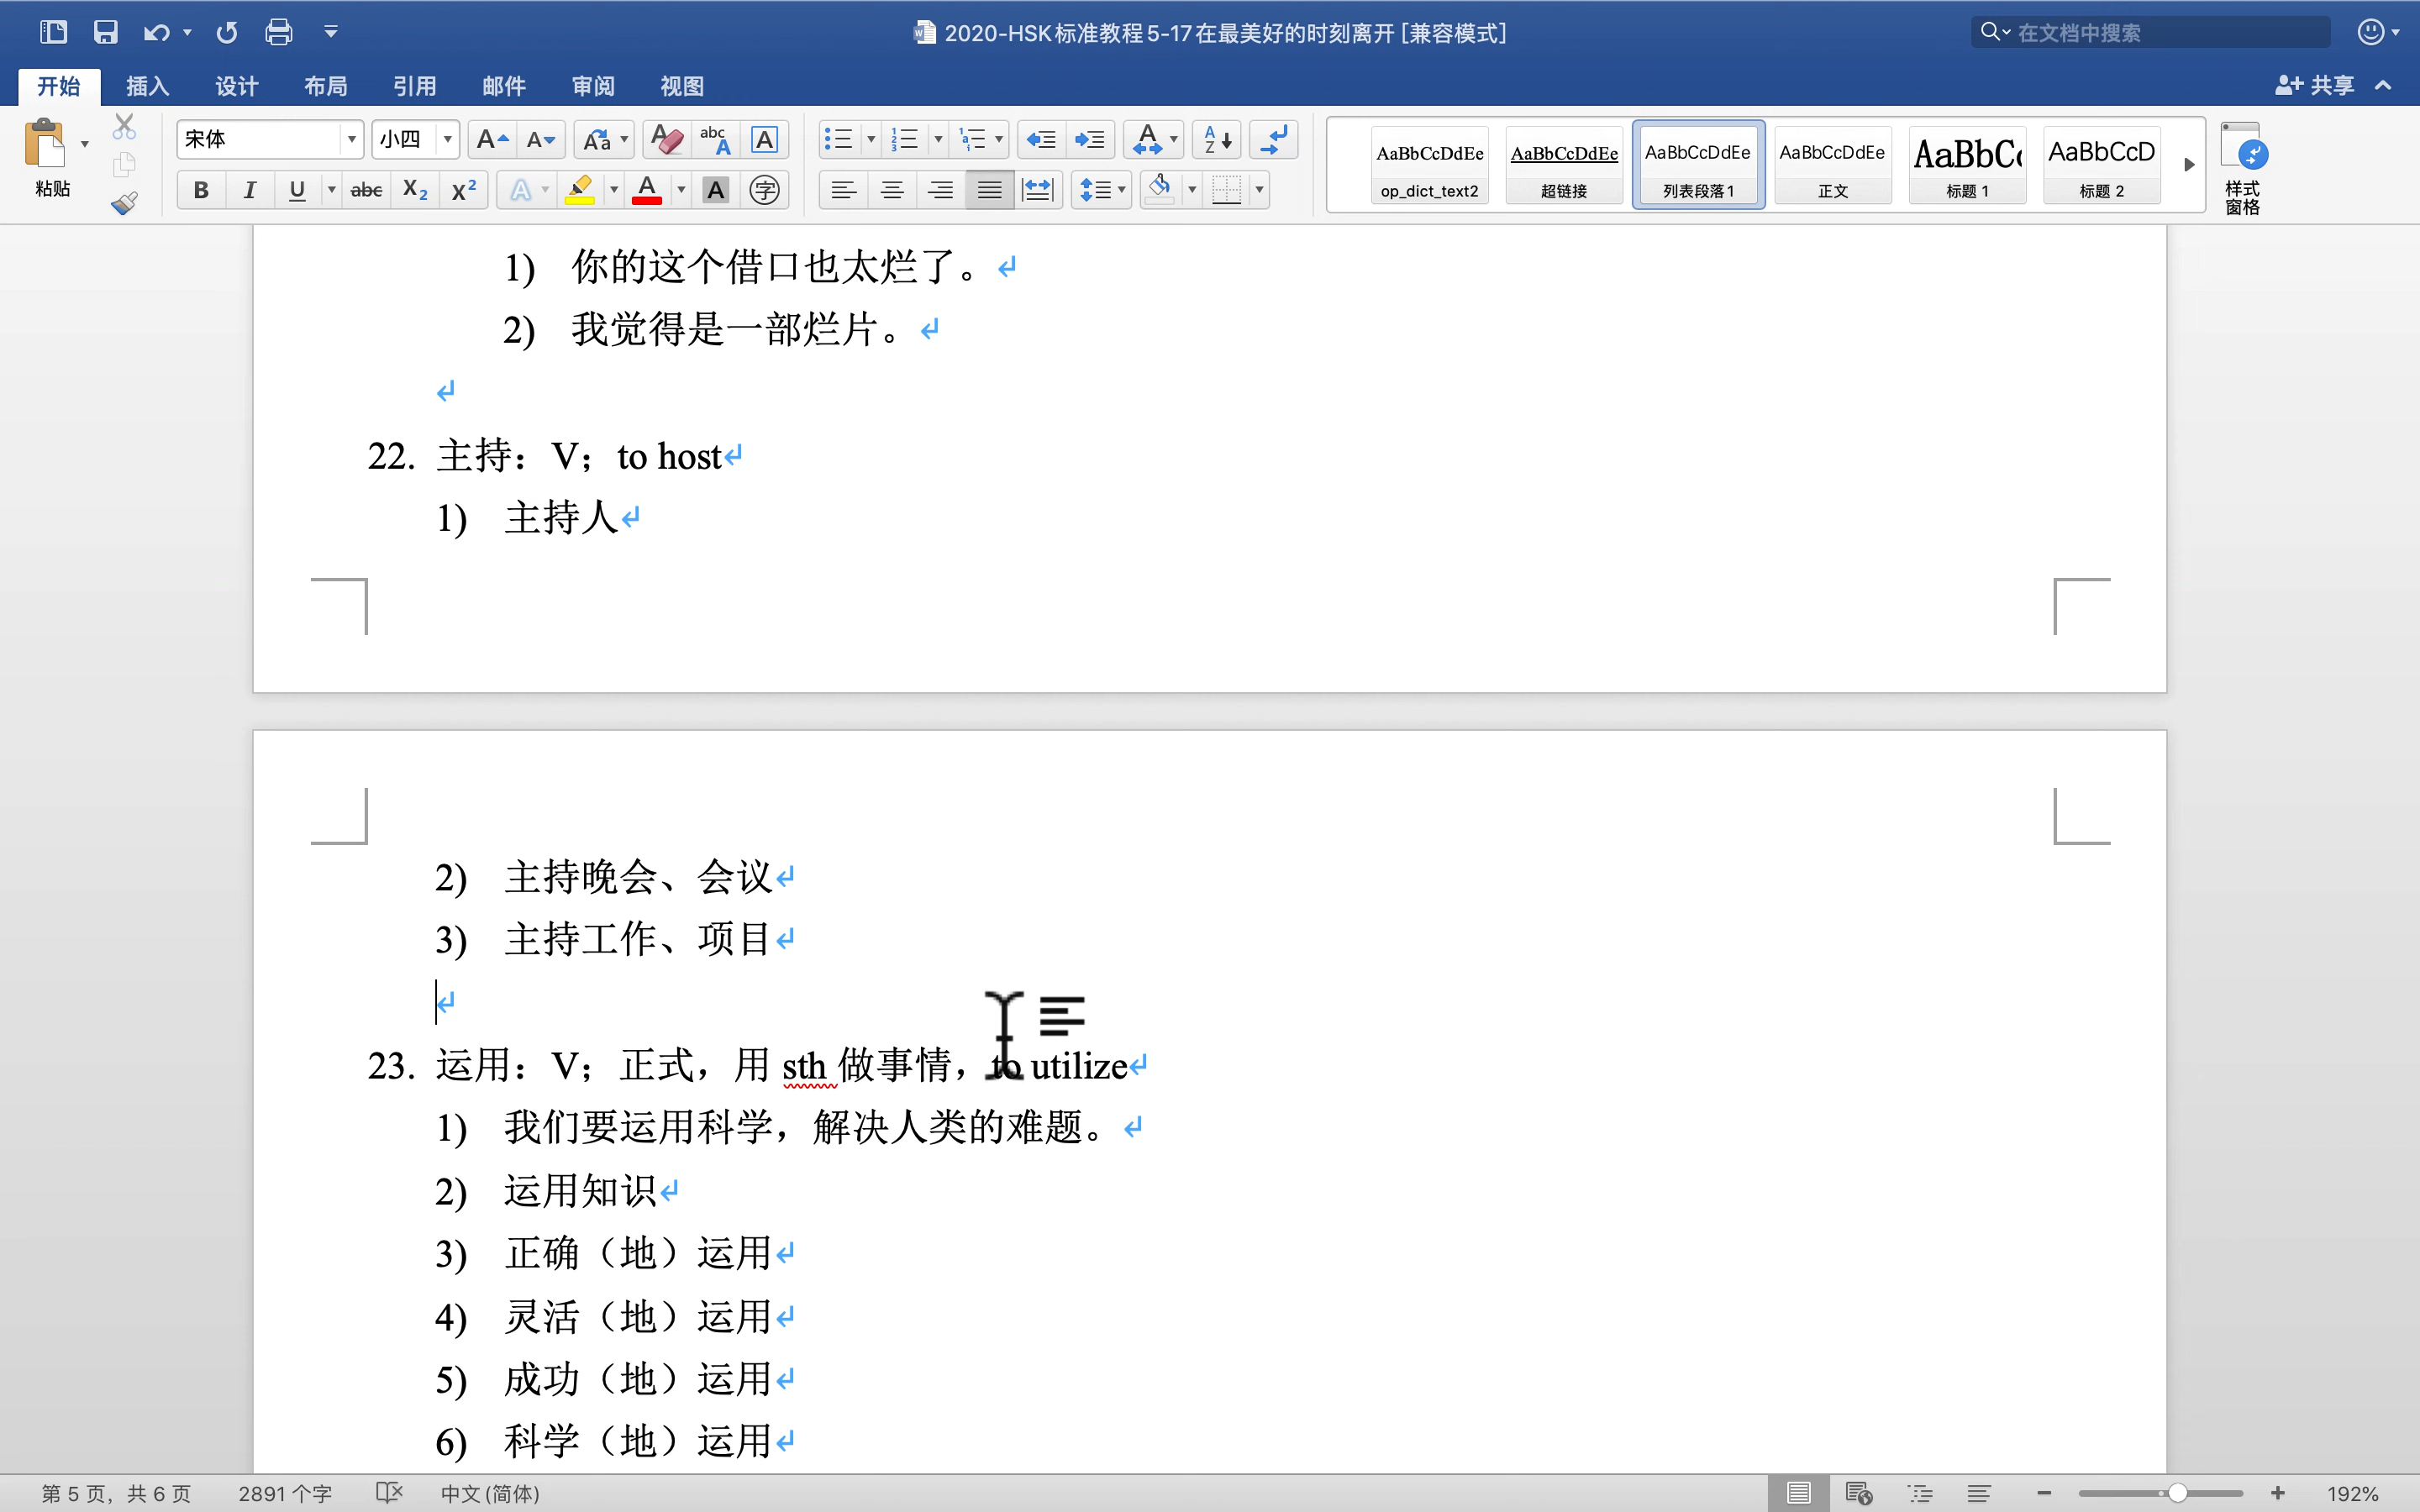 2020-HSK标准教程5-17在最美好的时刻离开 [兼容模式]
在文档中搜索
开始 插入 设计 布局 引用 邮件 审阅 视图
共享
粘贴
宋体 小四
AaBbCcDdEe AaBbCcDdEe AaBbCcDdEe AaBbCcDdEe AaBbCc AaBbCcD
op_dict_text2 超链接 列表段落1 正文 标题 1 标题 2
样式
窗格
1) 你的这个借口也太烂了。
2) 我觉得是一部烂片。
22. 主持：V；to host
1) 主持人
2) 主持晚会、会议
3) 主持工作、项目
23. 运用：V；正式，用 sth 做事情，to utilize
1) 我们要运用科学，解决人类的难题。
2) 运用知识
3) 正确（地）运用
4) 灵活（地）运用
5) 成功（地）运用
6) 科学（地）运用
第 5 页，共 6 页 2891 个字 中文 (简体) 192%